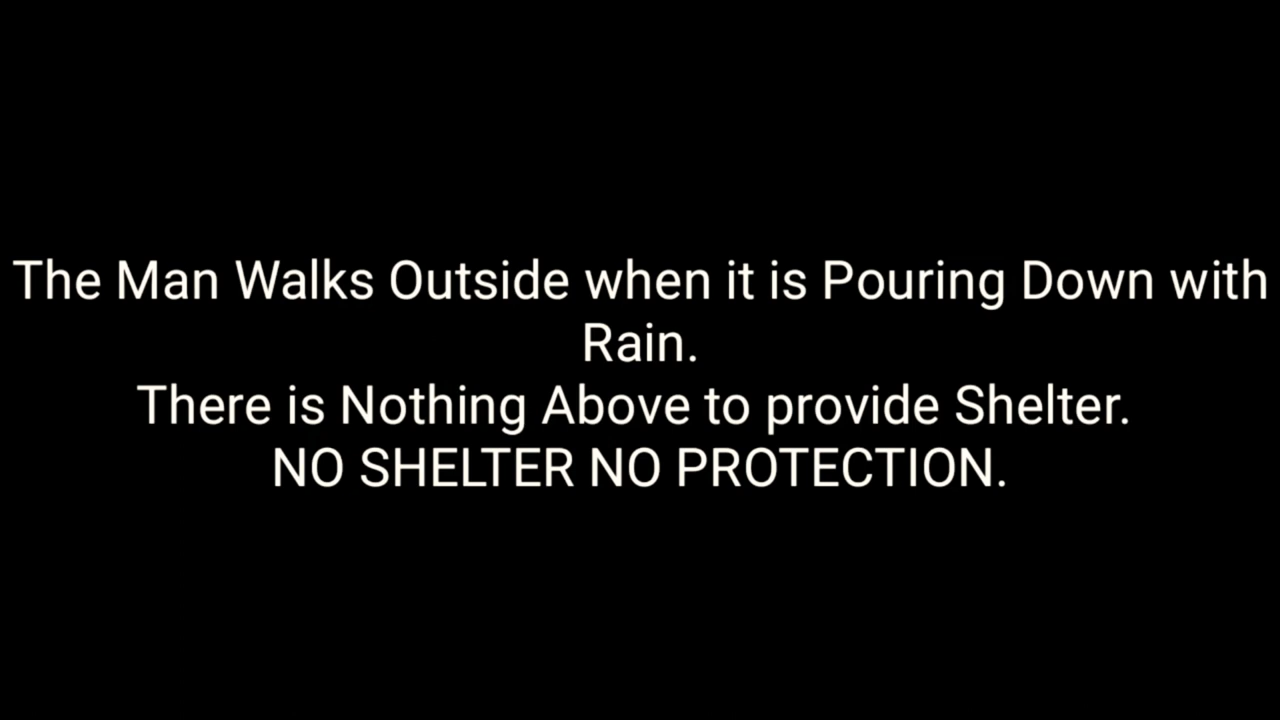 The Man Walks Outside when it is Pouring Down with
Rain.
There is Nothing Above to provide Shelter.
NO SHELTER NO PROTECTION.